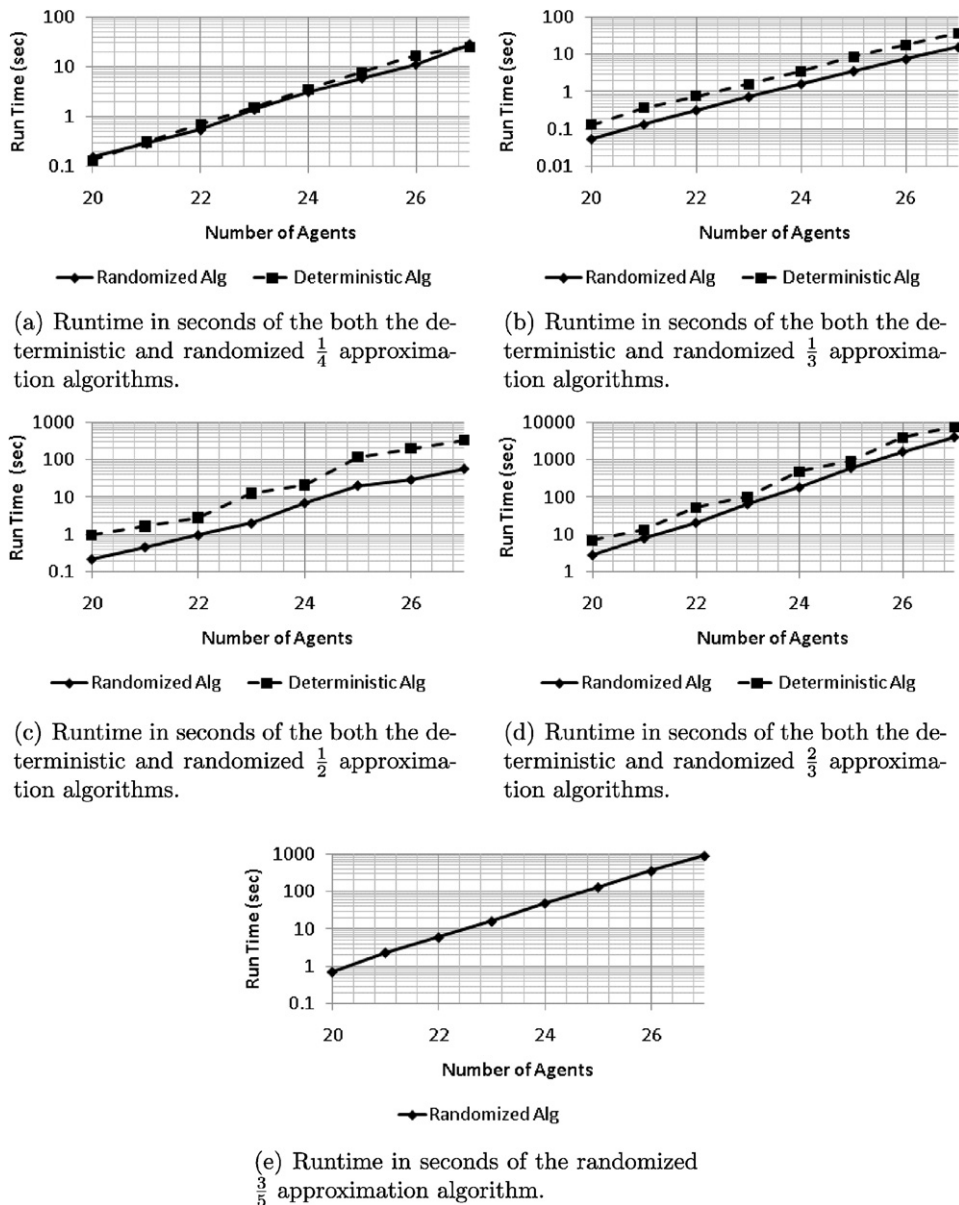 100
10
1
0.1
Run Time (sec)
20 22 24 26
Number of Agents
Randomized Alg Deterministic Alg
(a) Runtime in seconds of the both the de-
terministic and randomized 1/4 approxima-
tion algorithms.
100
10
1
0.1
0.01
Run Time (sec)
20 22 24 26
Number of Agents
Randomized Alg Deterministic Alg
(b) Runtime in seconds of the both the de-
terministic and randomized 1/3 approxima-
tion algorithms.
1000
100
10
1
0.1
Run Time (sec)
20 22 24 26
Number of Agents
Randomized Alg Deterministic Alg
(c) Runtime in seconds of the both the de-
terministic and randomized 1/2 approxima-
tion algorithms.
10000
1000
100
10
1
Run Time (sec)
20 22 24 26
Number of Agents
Randomized Alg Deterministic Alg
(d) Runtime in seconds of the both the de-
terministic and randomized 2/3 approxima-
tion algorithms.
1000
100
10
1
0.1
Run Time (sec)
20 22 24 26
Number of Agents
Randomized Alg
(e) Runtime in seconds of the randomized
3/5 approximation algorithm.